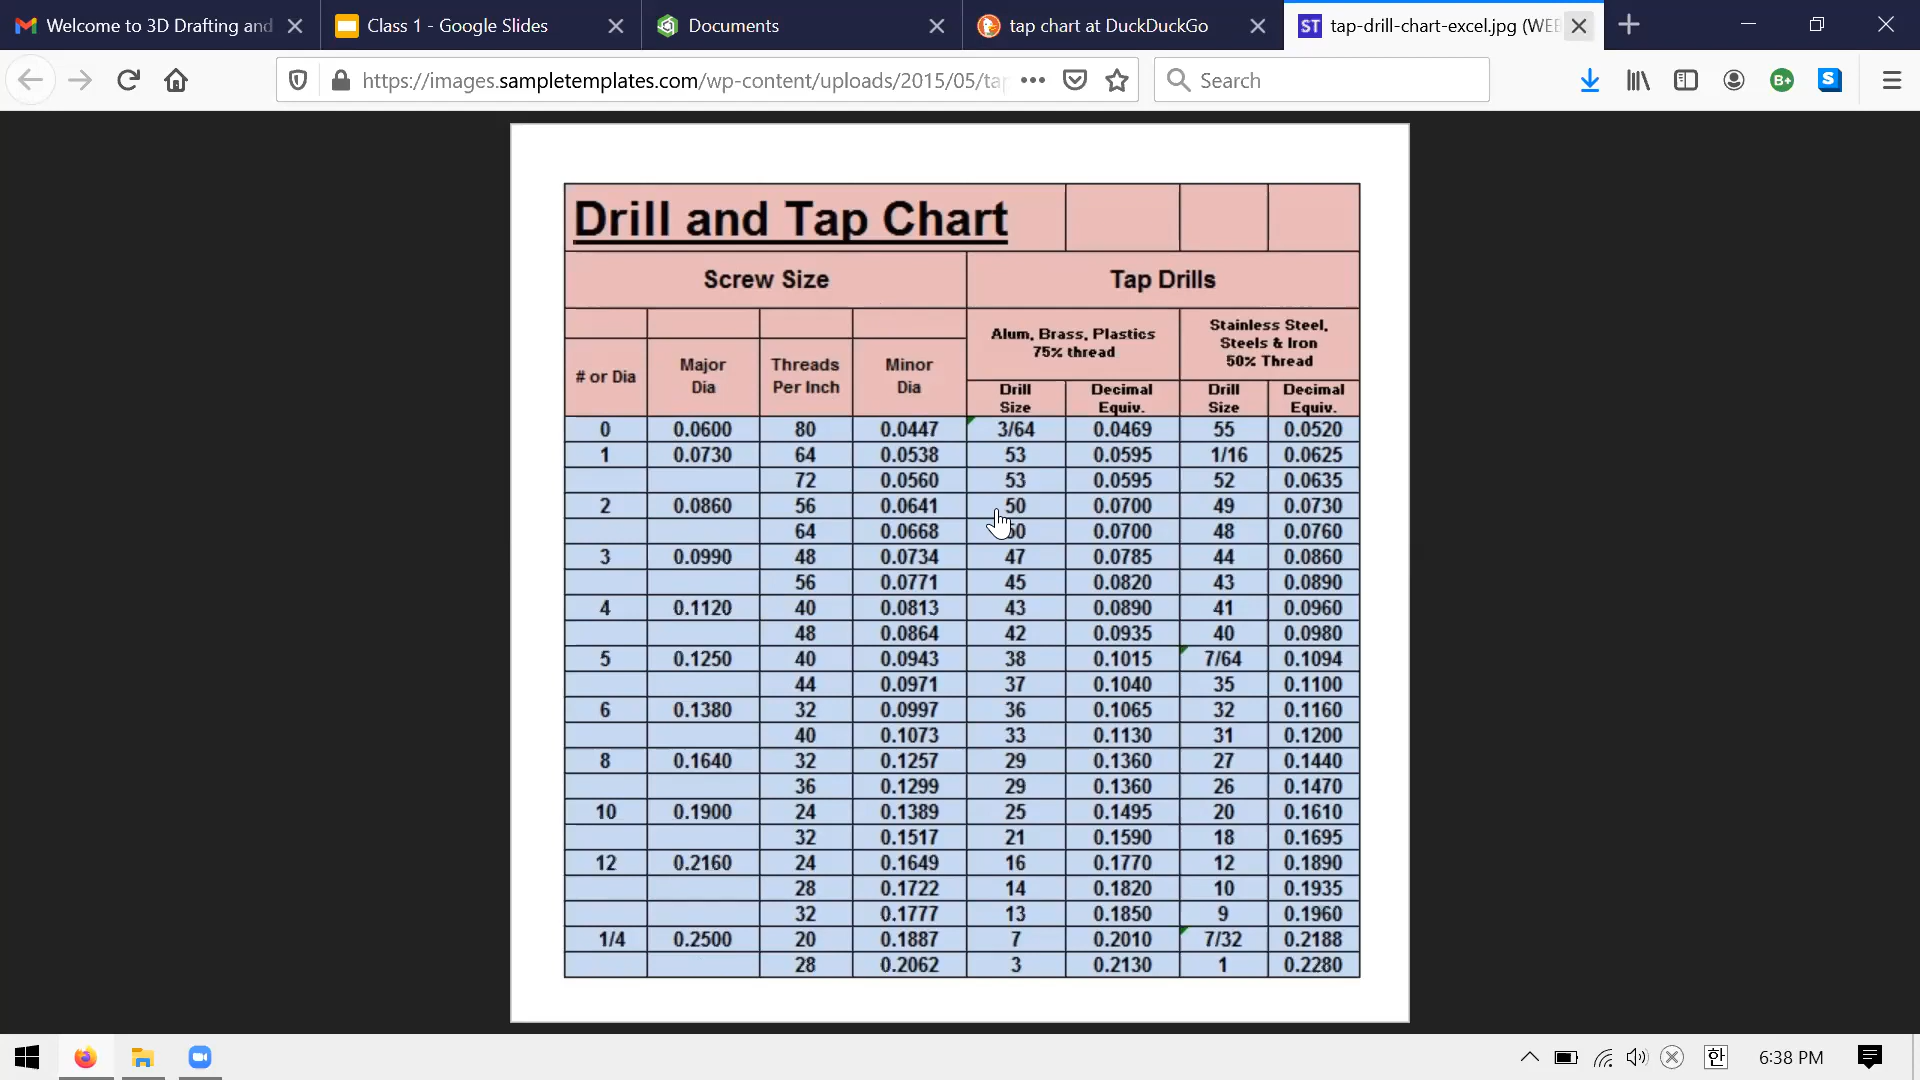 Welcome to 3D Drafting and
Class 1 - Google Slides
Documents
tap chart at DuckDuckGo
ST tap-drill-chart-excel.jpg (WEB
https://images.sampletemplates.com/wp-content/uploads/2015/05/ta
Search
B+
S
Drill and Tap Chart
Screw Size Tap Drills
Alum, Brass, Plastics 75% thread Stainless Steel, Steels & Iron 50% Thread
# or Dia Major Dia Threads Per Inch Minor Dia Drill Size Decimal Equiv. Drill Size Decimal Equiv.
0 0.0600 80 0.0447 3/64 0.0469 55 0.0520
1 0.0730 64 0.0538 53 0.0595 1/16 0.0625
72 0.0560 53 0.0595 52 0.0635
2 0.0860 56 0.0641 50 0.0700 49 0.0730
64 0.0668 50 0.0700 48 0.0760
3 0.0990 48 0.0734 47 0.0785 44 0.0860
56 0.0771 45 0.0820 43 0.0890
4 0.1120 40 0.0813 43 0.0890 41 0.0960
48 0.0864 42 0.0935 40 0.0980
5 0.1250 40 0.0943 38 0.1015 7/64 0.1094
44 0.0971 37 0.1040 35 0.1100
6 0.1380 32 0.0997 36 0.1065 32 0.1160
40 0.1073 33 0.1130 31 0.1200
8 0.1640 32 0.1257 29 0.1360 27 0.1440
36 0.1299 29 0.1360 26 0.1470
10 0.1900 24 0.1389 25 0.1495 20 0.1610
32 0.1517 21 0.1590 18 0.1695
12 0.2160 24 0.1649 16 0.1770 12 0.1890
28 0.1722 14 0.1820 10 0.1935
32 0.1777 13 0.1850 9 0.1960
1/4 0.2500 20 0.1887 7 0.2010 7/32 0.2188
28 0.2062 3 0.2130 1 0.2280
한
6:38 PM